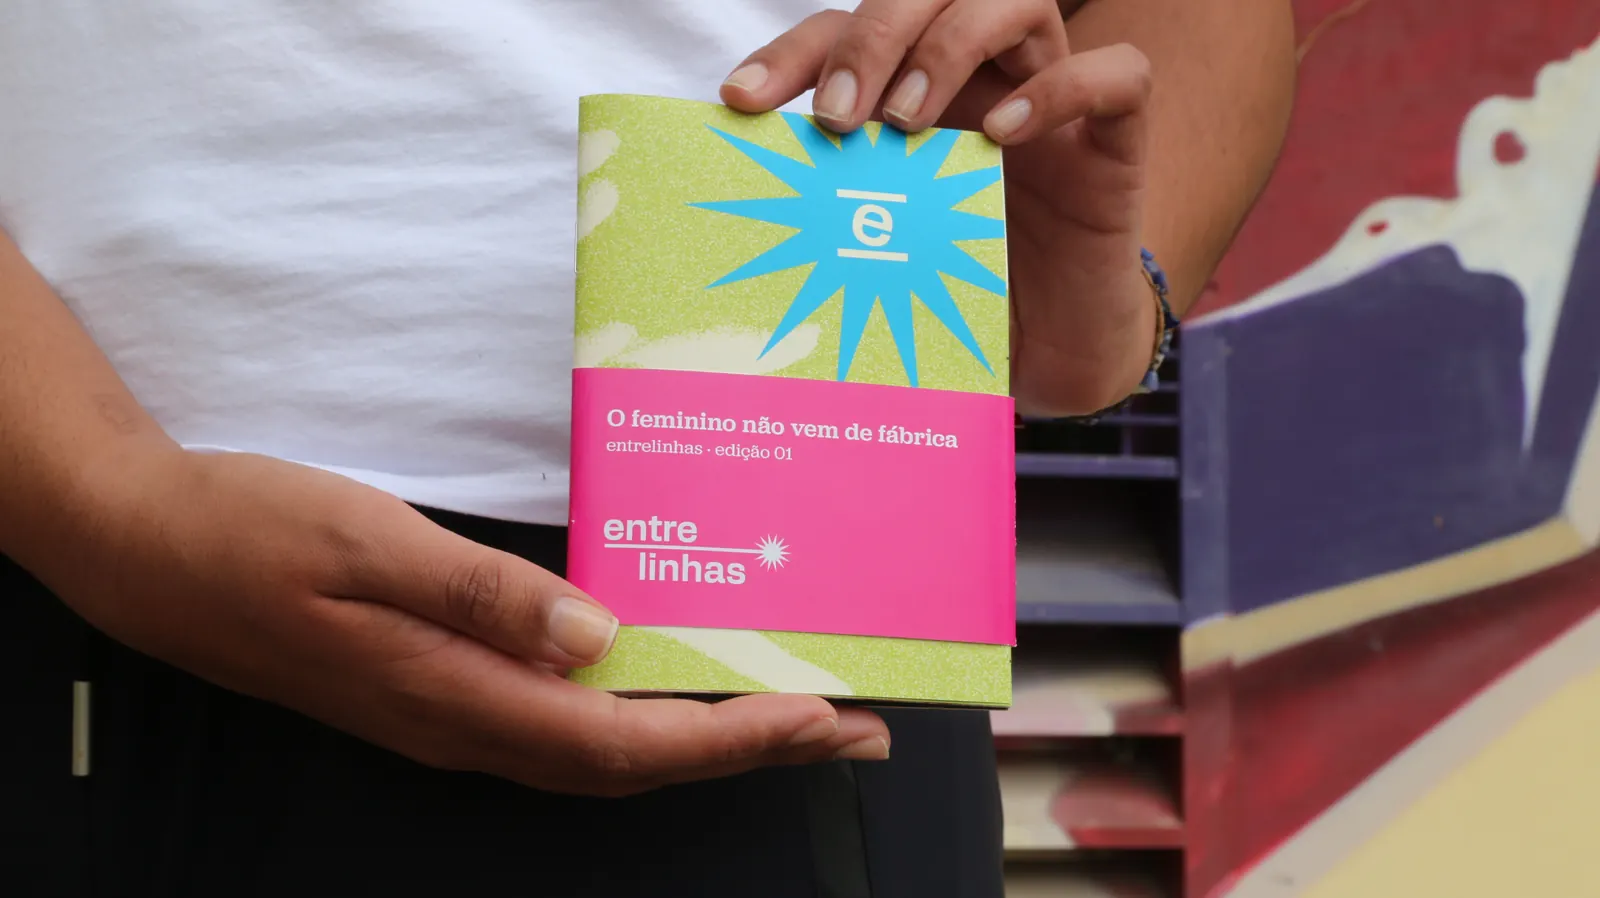 e
O feminino não vem de fábrica
entrelinhas · edição 01
entre
linhas